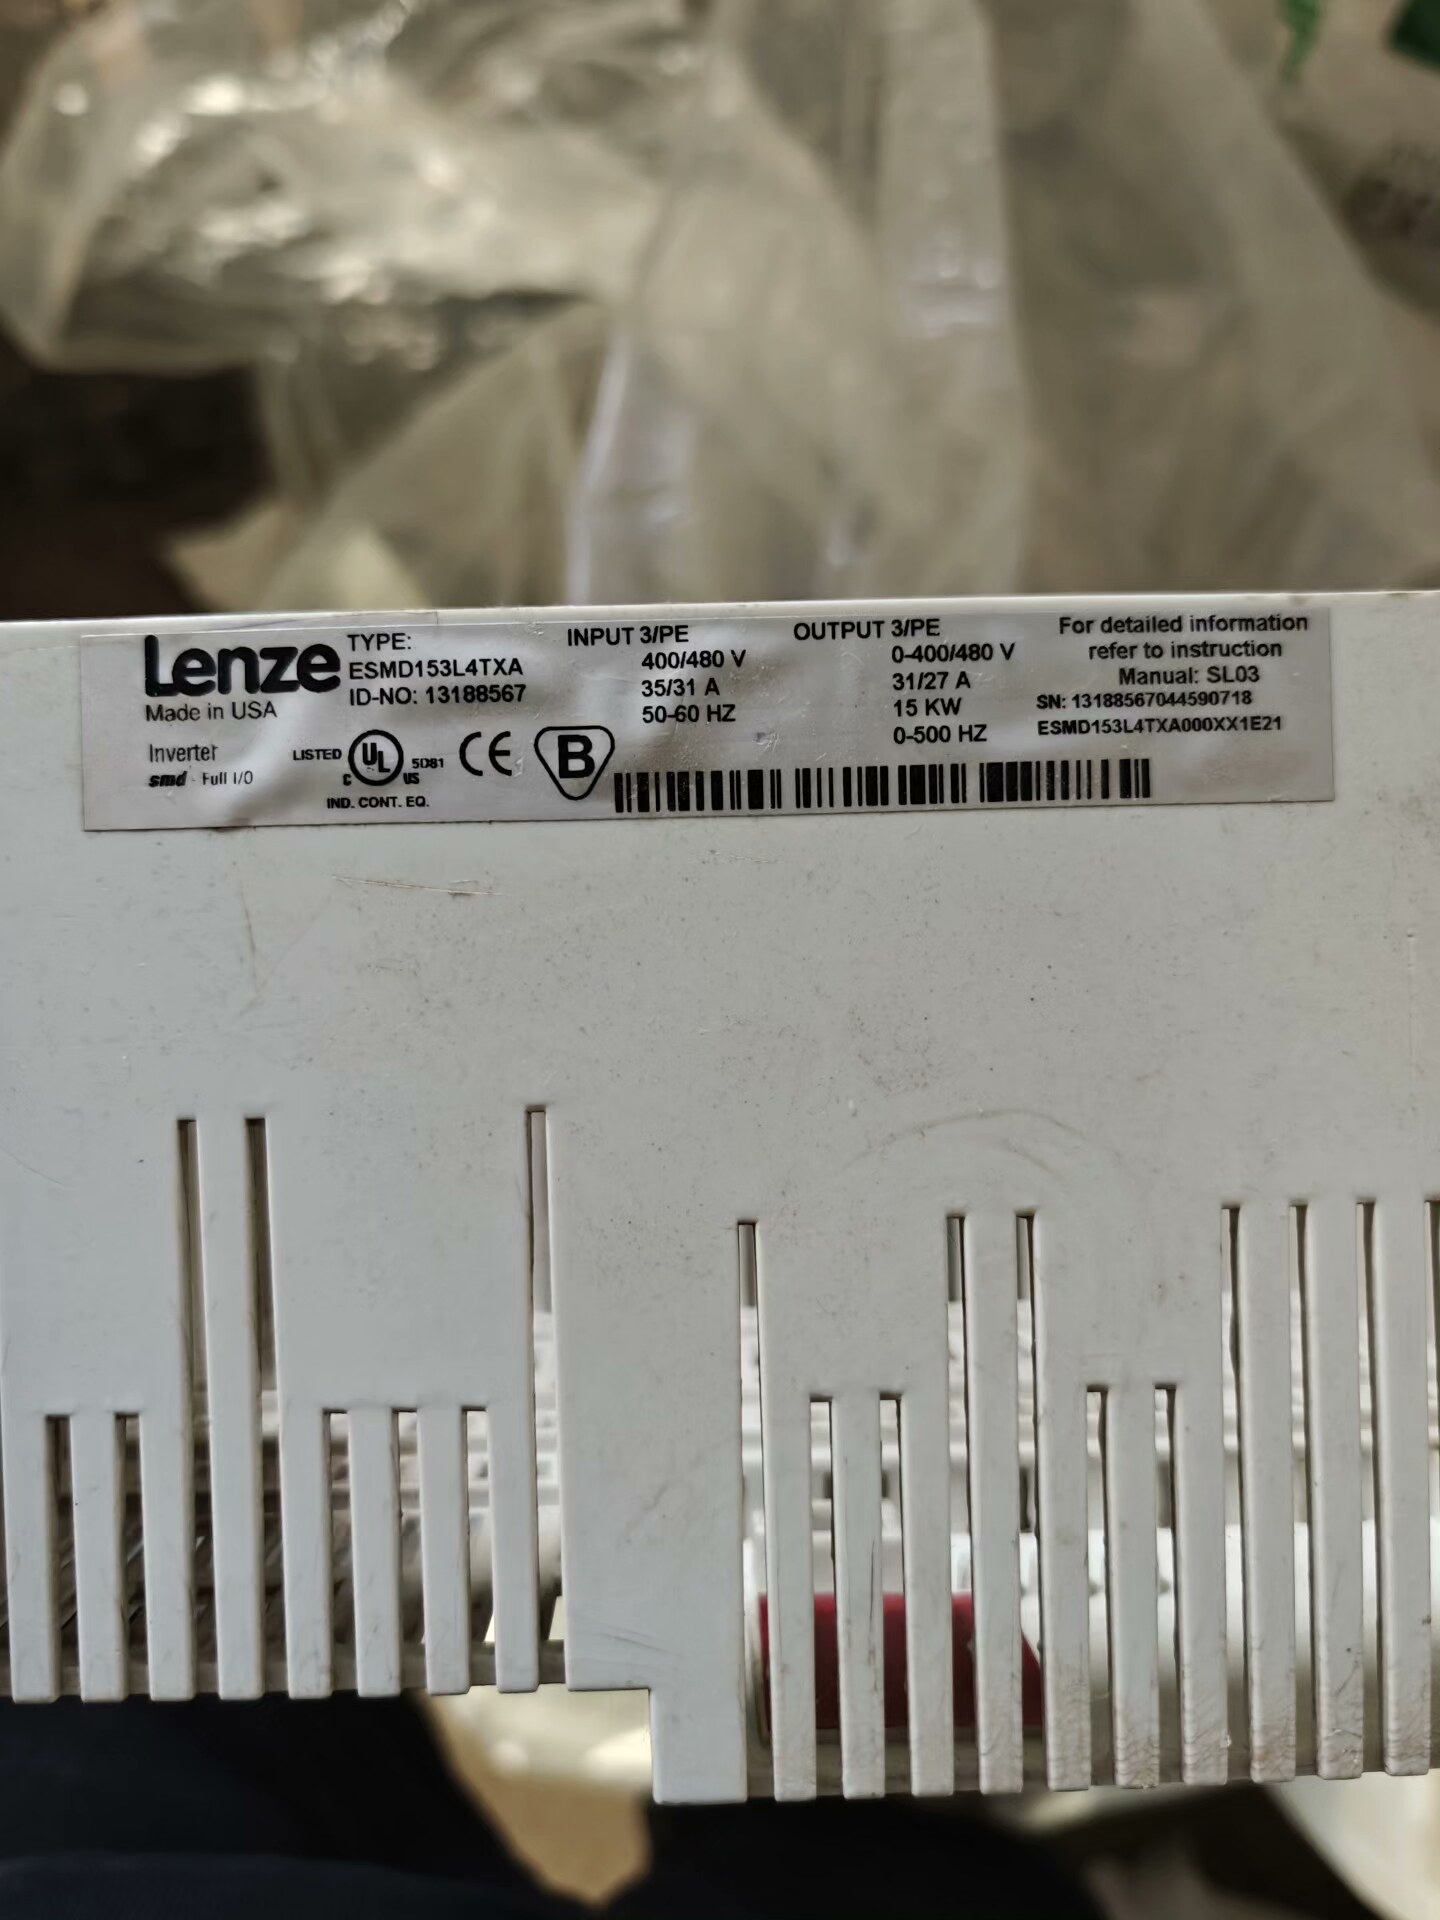 Lenze
Made in USA
Inverter
smd - Full I/O
TYPE:
ESMD153L4TXA
ID-NO: 13188567
LISTED
UL
C
US
5D81
IND. CONT. EQ.
CE
B
INPUT 3/PE
400/480 V
35/31 A
50-60 HZ
OUTPUT 3/PE
0-400/480 V
31/27 A
15 KW
0-500 HZ
For detailed information
refer to instruction
Manual: SL03
SN: 13188567044590718
ESMD153L4TXA000XX1E21